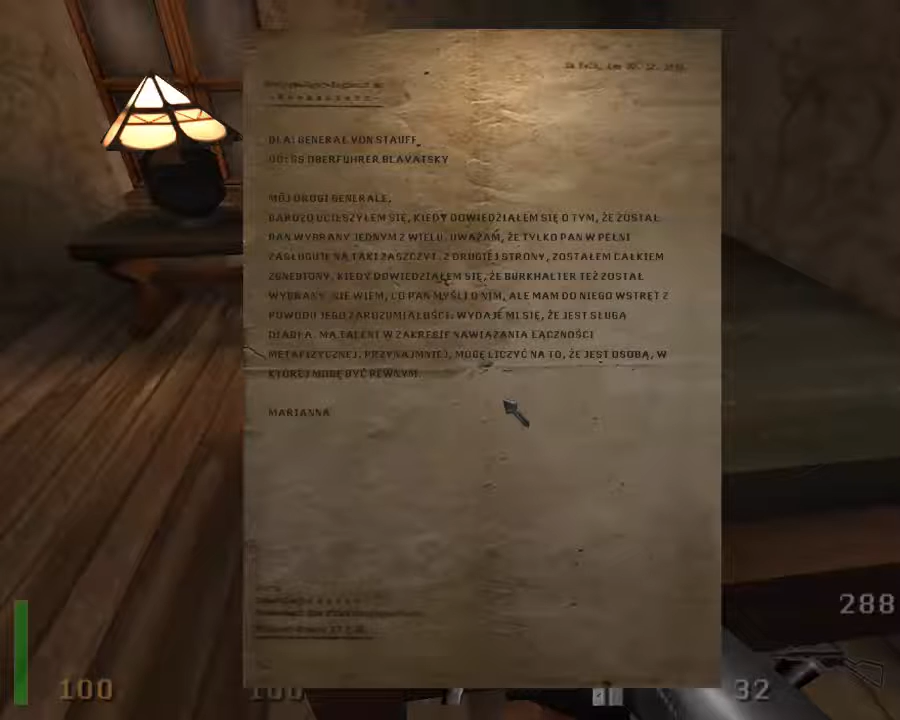 DLA: GENERAŁ VON STAUFF
OD: SS OBERFUHRER BLAVATSKY
MÓJ DROGI GENERALE,
BARDZO UCIESZYŁEM SIĘ, KIEDY DOWIEDZIAŁEM SIĘ O TYM, ŻE ZOSTAŁ
PAN WYBRANY JEDNYM Z WIELU. UWAŻAM, ŻE TYLKO PAN W PEŁNI
ZASŁUGUJE NA TAKI ZASZCZYT. Z DRUGIEJ STRONY, ZOSTAŁEM CAŁKIEM
ZGNĘBIONY, KIEDY DOWIEDZIAŁEM SIĘ, ŻE BURKHALTER TEŻ ZOSTAŁ
WYBRANY. NIE WIEM, CO PAN MYŚLI O NIM, ALE MAM DO NIEGO WSTRĘT Z
POWODU JEGO ZAROZUMIAŁOŚCI. WYDAJE MI SIĘ, ŻE JEST SŁUGĄ
DIABŁA. MA TALENT W ZAKRESIE NAWIĄZANIA ŁĄCZNOŚCI
METAFIZYCZNEJ. PRZYNAJMNIEJ, MOGĘ LICZYĆ NA TO, ŻE JEST OSOBĄ, W
KTÓREJ MOGĘ BYĆ PEWNYM.
MARIANNA
288
100
100
32